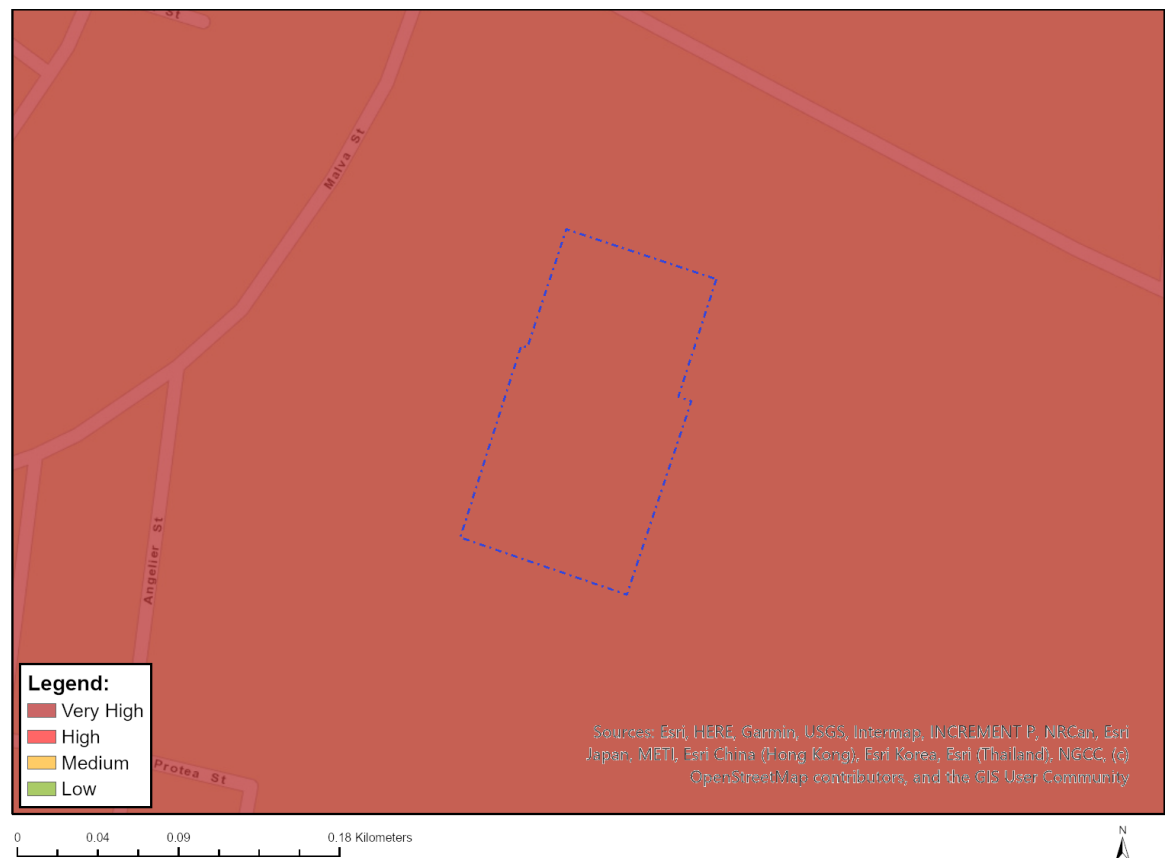 St
Malva St
Angelier St
Legend:
Very High
High
Medium
Low
Protea St
Sources: Esri, HERE, Garmin, USGS, Intermap, INCREMENT P, NRCan, Esri
Japan, METI, Esri China (Hong Kong), Esri Korea, Esri (Thailand), NGCC, (c)
OpenStreetMap contributors, and the GIS User Community
0 0.04 0.09 0.18 Kilometers
N